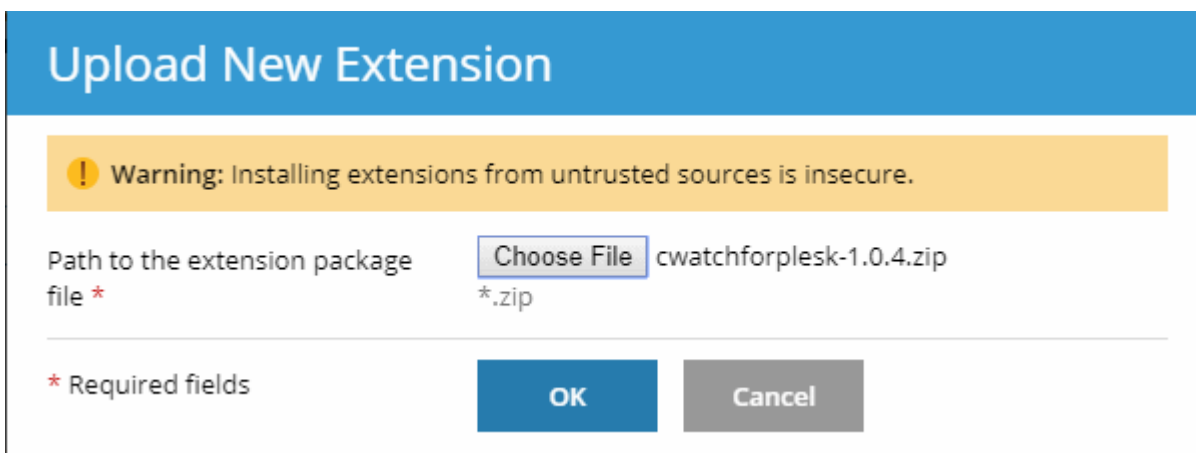 Upload New Extension
! Warning: Installing extensions from untrusted sources is insecure.
Path to the extension package Choose File cwatchforplesk-1.0.4.zip
file * *.zip
* Required fields OK Cancel